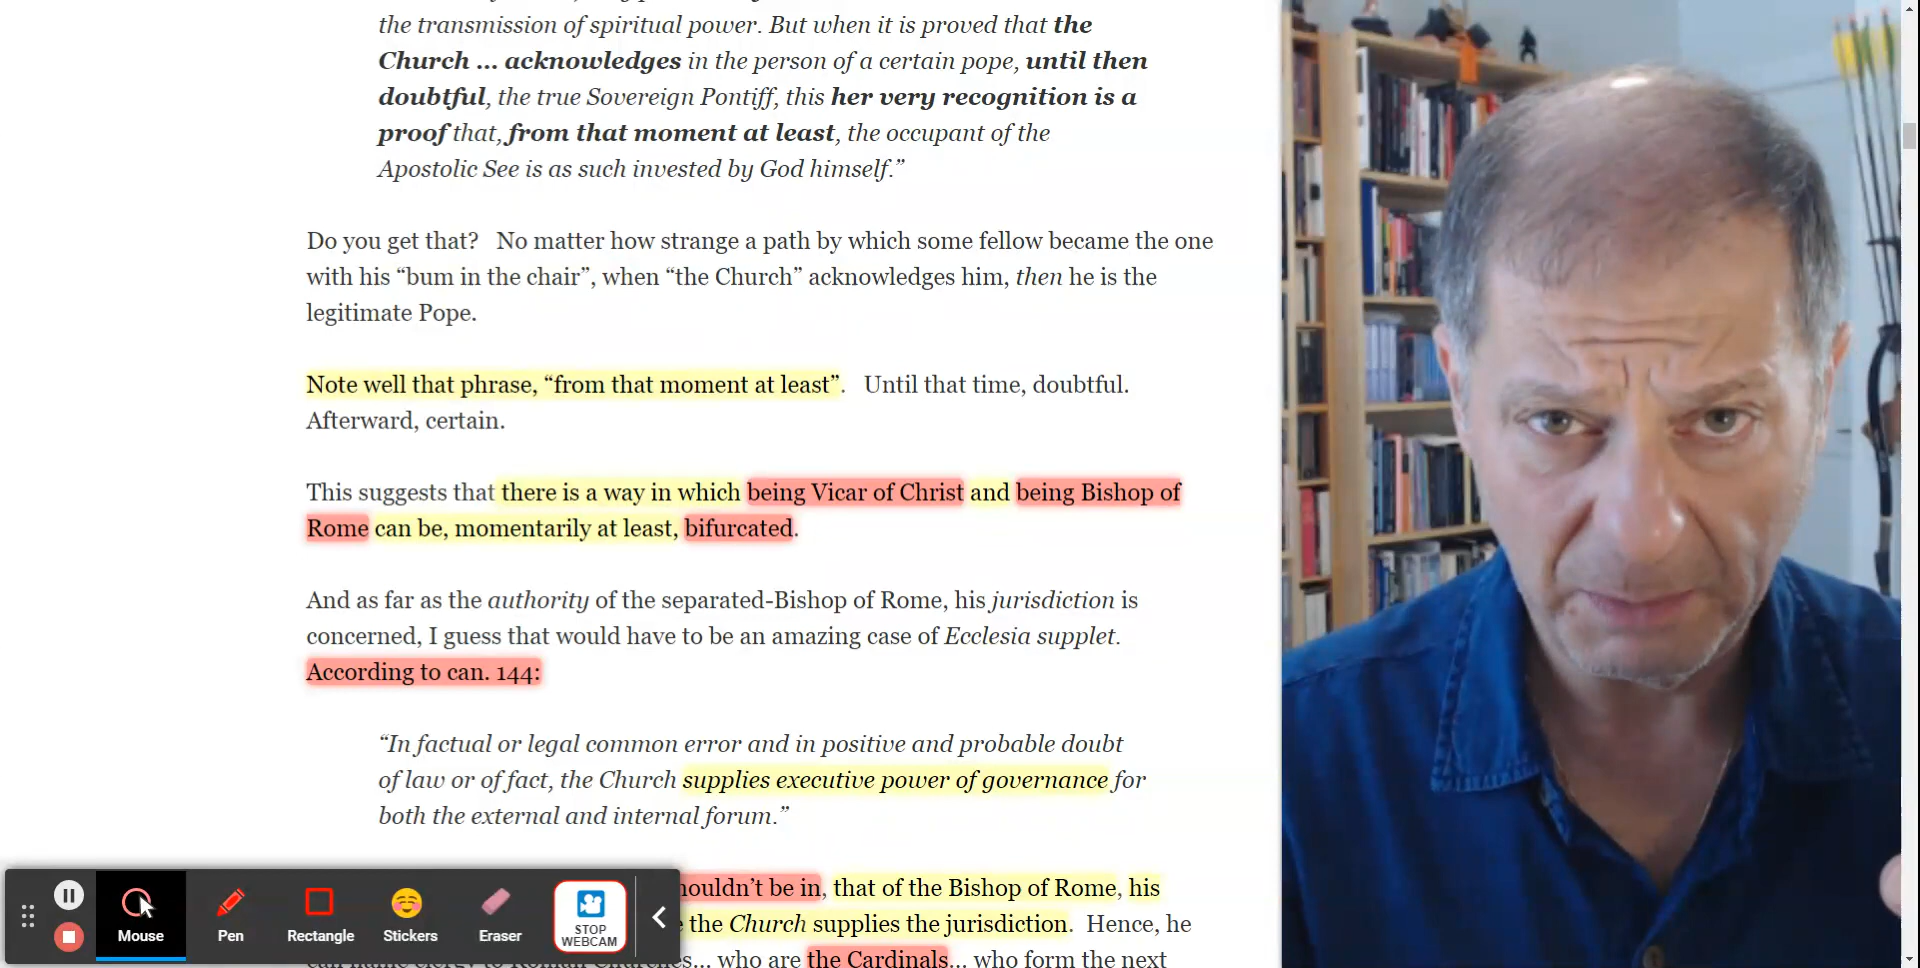 the transmission of spiritual power. But when it is proved that the
Church ... acknowledges in the person of a certain pope, until then
doubtful, the true Sovereign Pontiff, this her very recognition is a
proof that, from that moment at least, the occupant of the
Apostolic See is as such invested by God himself.”
Do you get that?   No matter how strange a path by which some fellow became the one
with his “bum in the chair”, when “the Church” acknowledges him, then he is the
legitimate Pope.
Note well that phrase, “from that moment at least”.   Until that time, doubtful.
Afterward, certain.
This suggests that there is a way in which being Vicar of Christ and being Bishop of
Rome can be, momentarily at least, bifurcated.
And as far as the authority of the separated-Bishop of Rome, his jurisdiction is
concerned, I guess that would have to be an amazing case of Ecclesia supplet.
According to can. 144:
“In factual or legal common error and in positive and probable doubt
of law or of fact, the Church supplies executive power of governance for
both the external and internal forum.”
be in, that of the Bishop of Rome, his
the Church supplies the jurisdiction.  Hence, he
who are the Cardinals... who form the next
Mouse
Pen
Rectangle
Stickers
Eraser
STOP
WEBCAM